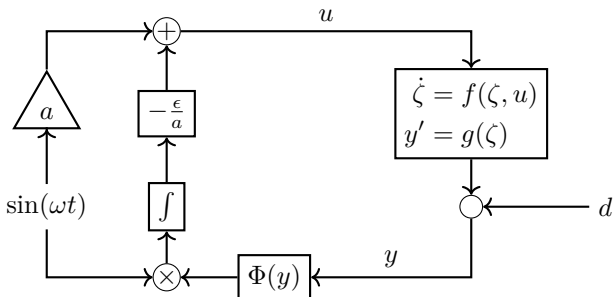 u
+
a
−ϵ/a
ζ̇ = f(ζ, u)
y′ = g(ζ)
sin(ωt)
∫
d
×
Φ(y)
y